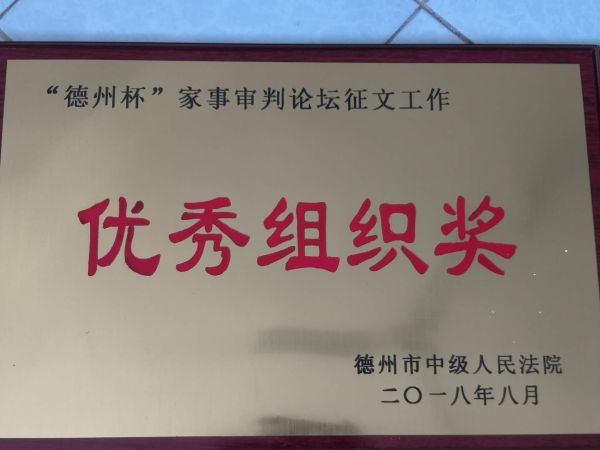 “德州杯”家事审判论坛征文工作
优秀组织奖
德州市中级人民法院
二〇一八年八月